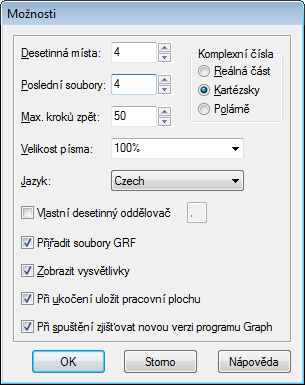 Možnosti
Desetinná místa: 4
Poslední soubory: 4
Max. kroků zpět: 50
Komplexní čísla
Reálná část
Kartézsky
Polárně
Velikost písma: 100%
Jazyk: Czech
Vlastní desetinný oddělovač .
Přiřadit soubory GRF
Zobrazit vysvětlivky
Při ukočení uložit pracovní plochu
Při spuštění zjišťovat novou verzi programu Graph
OK Storno Nápověda